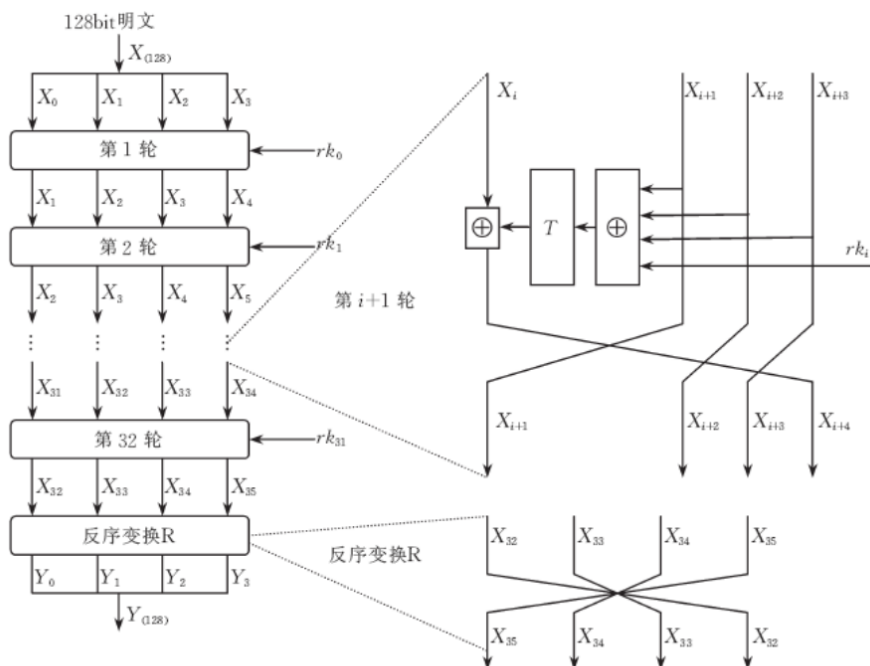 128bit明文
X(128)
X0 X1 X2 X3
第 1 轮
rk0
X1 X2 X3 X4
第 2 轮
rk1
X2 X3 X4 X5
⋮ ⋮ ⋮ ⋮
X31 X32 X33 X34
第 32 轮
rk31
X32 X33 X34 X35
反序变换R
Y0 Y1 Y2 Y3
Y(128)
Xi Xi+1 Xi+2 Xi+3
⊕ T ⊕
rki
第 i+1 轮
Xi+1 Xi+2 Xi+3 Xi+4
X32 X33 X34 X35
反序变换R
X35 X34 X33 X32